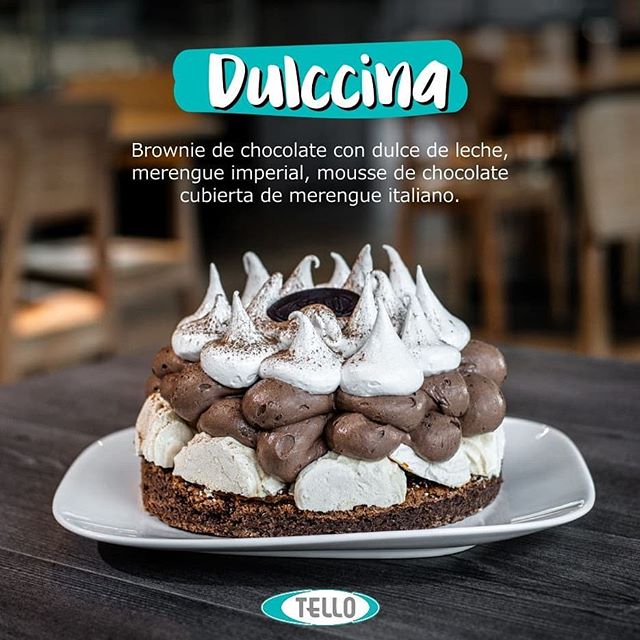 Dulccina
Brownie de chocolate con dulce de leche,
merengue imperial, mousse de chocolate
cubierta de merengue italiano.
TELLO